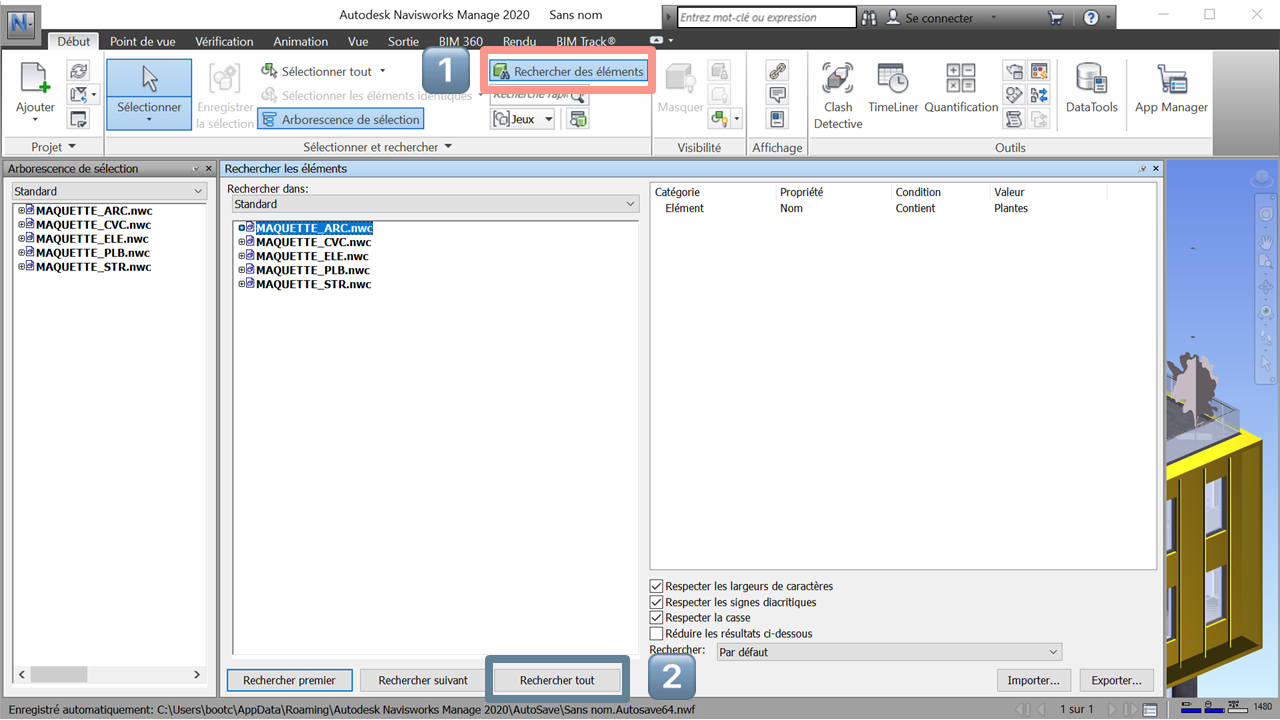 Autodesk Navisworks Manage 2020 Sans nom
Entrez mot-clé ou expression
Se connecter
Début Point de vue Vérification Animation Vue Sortie BIM 360 Rendu BIM Track®
1
Rechercher des éléments
Sélectionner tout
Ajouter
Sélectionner
Enregistrer
la sélection
Sélectionner les éléments identiques
Recherche rapi
Arborescence de sélection
Jeux
Masquer
Clash
Detective
TimeLiner
Quantification
DataTools
App Manager
Projet
Sélectionner et rechercher
Visibilité
Affichage
Outils
Arborescence de sélection
Standard
MAQUETTE_ARC.nwc
MAQUETTE_CVC.nwc
MAQUETTE_ELE.nwc
MAQUETTE_PLB.nwc
MAQUETTE_STR.nwc
Rechercher les éléments
Rechercher dans:
Standard
MAQUETTE_ARC.nwc
MAQUETTE_CVC.nwc
MAQUETTE_ELE.nwc
MAQUETTE_PLB.nwc
MAQUETTE_STR.nwc
Catégorie Propriété Condition Valeur
Elément Nom Contient Plantes
Respecter les largeurs de caractères
Respecter les signes diacritiques
Respecter la casse
Réduire les résultats ci-dessous
Rechercher: Par défaut
Rechercher premier
Rechercher suivant
Rechercher tout
2
Importer...
Exporter...
Enregistré automatiquement: C:\Users\bootc\AppData\Roaming\Autodesk Navisworks Manage 2020\AutoSave\Sans nom.Autosave64.nwf
1 sur 1
1480